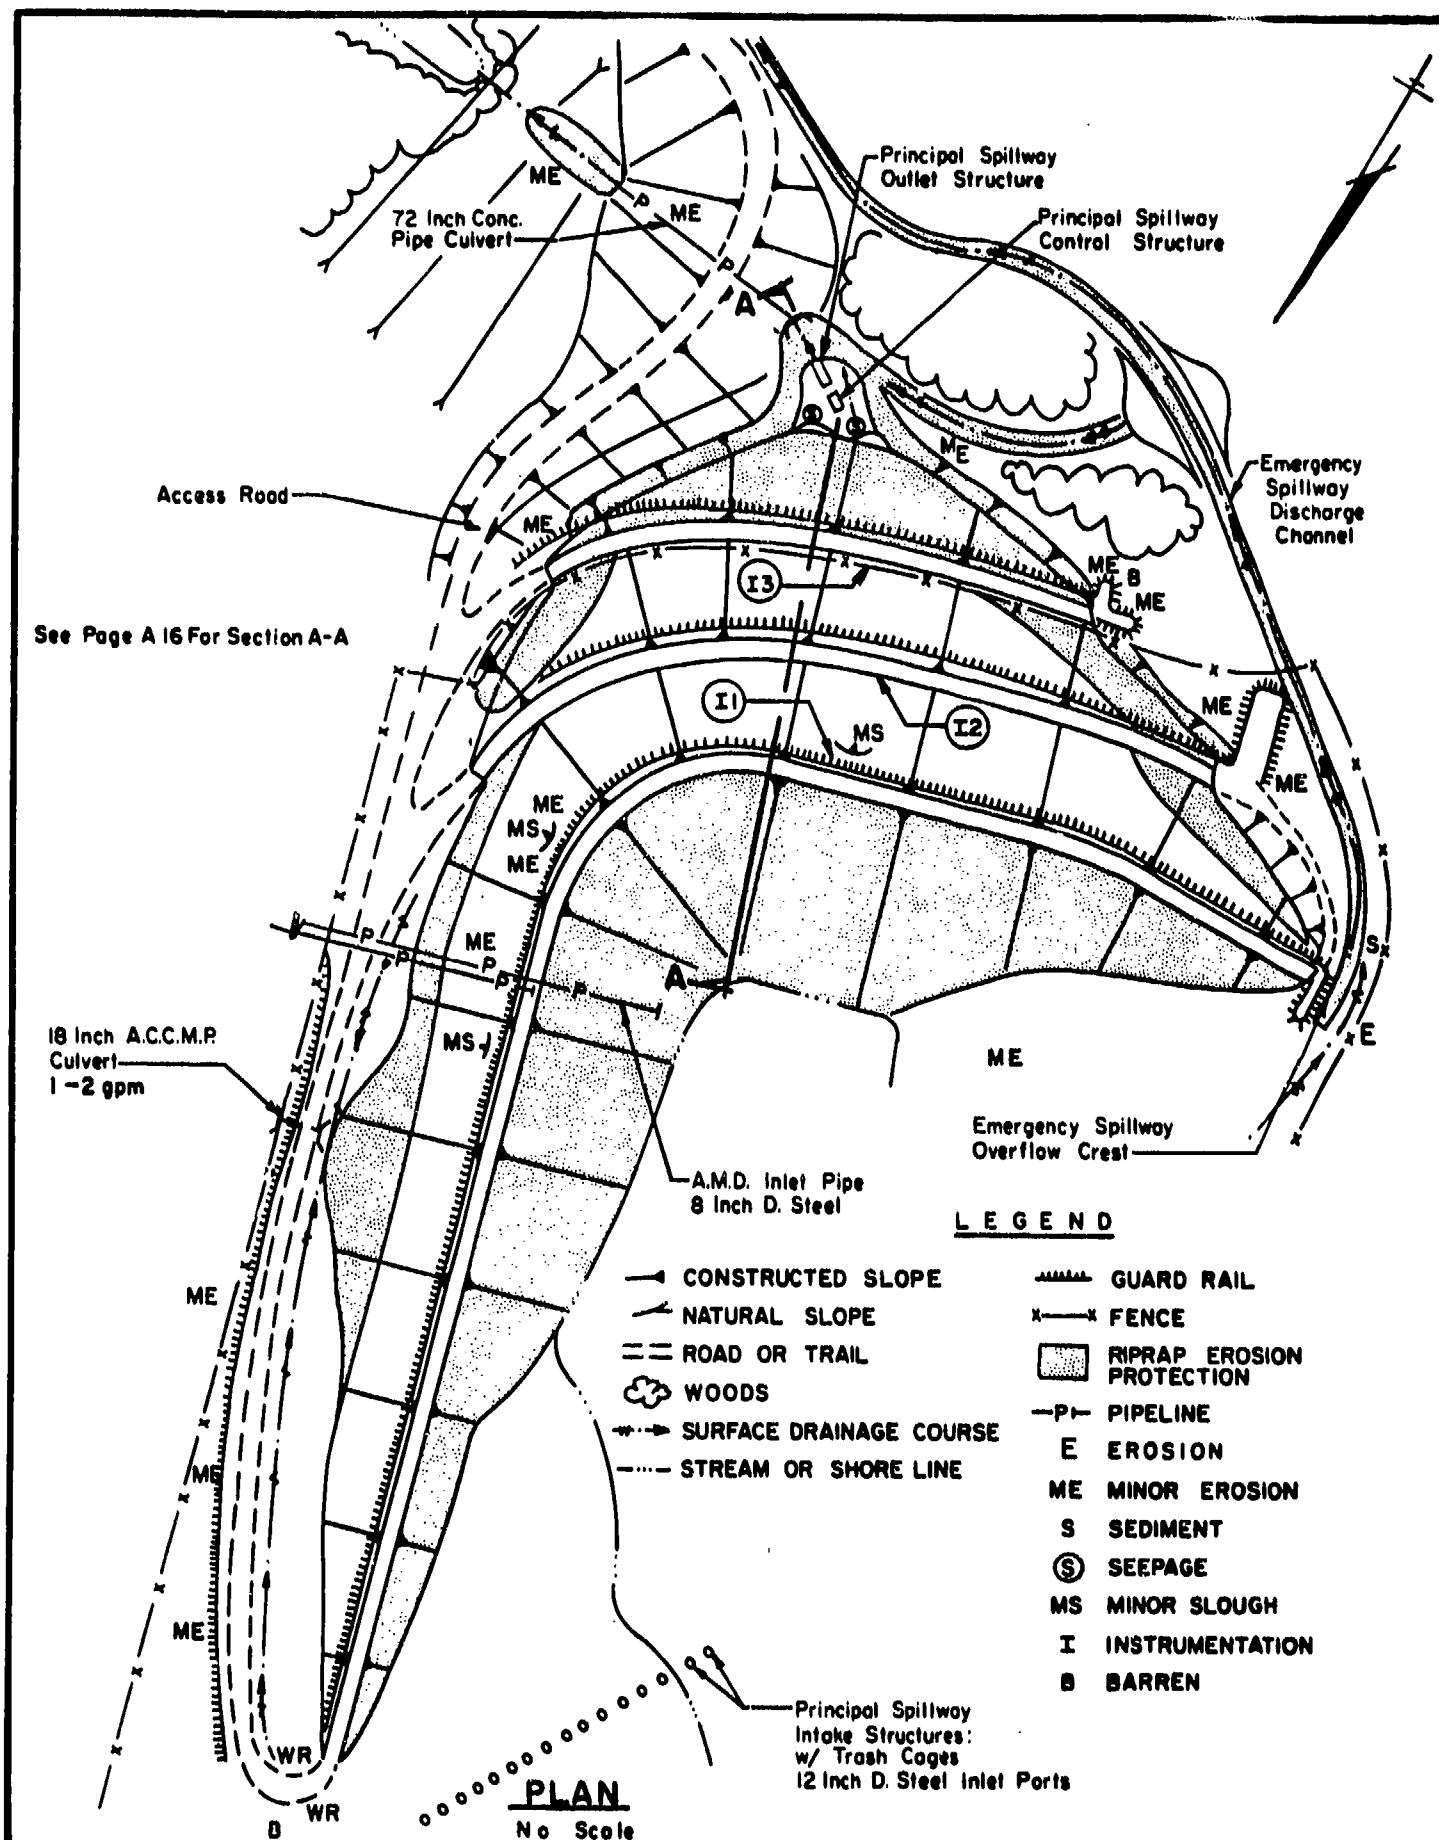 Principal Spillway
Outlet Structure
ME
72 Inch Conc.
Pipe Culvert
P
ME
Principal Spillway
Control Structure
P
A
S
S
ME
Access Road
ME
Emergency
Spillway
Discharge
Channel
ME
B
ME
I3
See Page A 16 For Section A-A
I1
MS
I2
ME
ME
ME
MS
ME
P
P
ME
P
P
P
A
S
E
18 Inch A.C.C.M.P.
Culvert
1-2 gpm
MS
ME
Emergency Spillway
Overflow Crest
A.M.D. Inlet Pipe
8 Inch D. Steel
LEGEND
CONSTRUCTED SLOPE
NATURAL SLOPE
ROAD OR TRAIL
WOODS
SURFACE DRAINAGE COURSE
STREAM OR SHORE LINE
GUARD RAIL
x x FENCE
RIPRAP EROSION
PROTECTION
P PIPELINE
E EROSION
ME MINOR EROSION
S SEDIMENT
S SEEPAGE
MS MINOR SLOUGH
I INSTRUMENTATION
B BARREN
ME
ME
ME
WR
WR
B
Principal Spillway
Intake Structures:
w/ Trash Cages
12 Inch D. Steel Inlet Ports
PLAN
No Scale